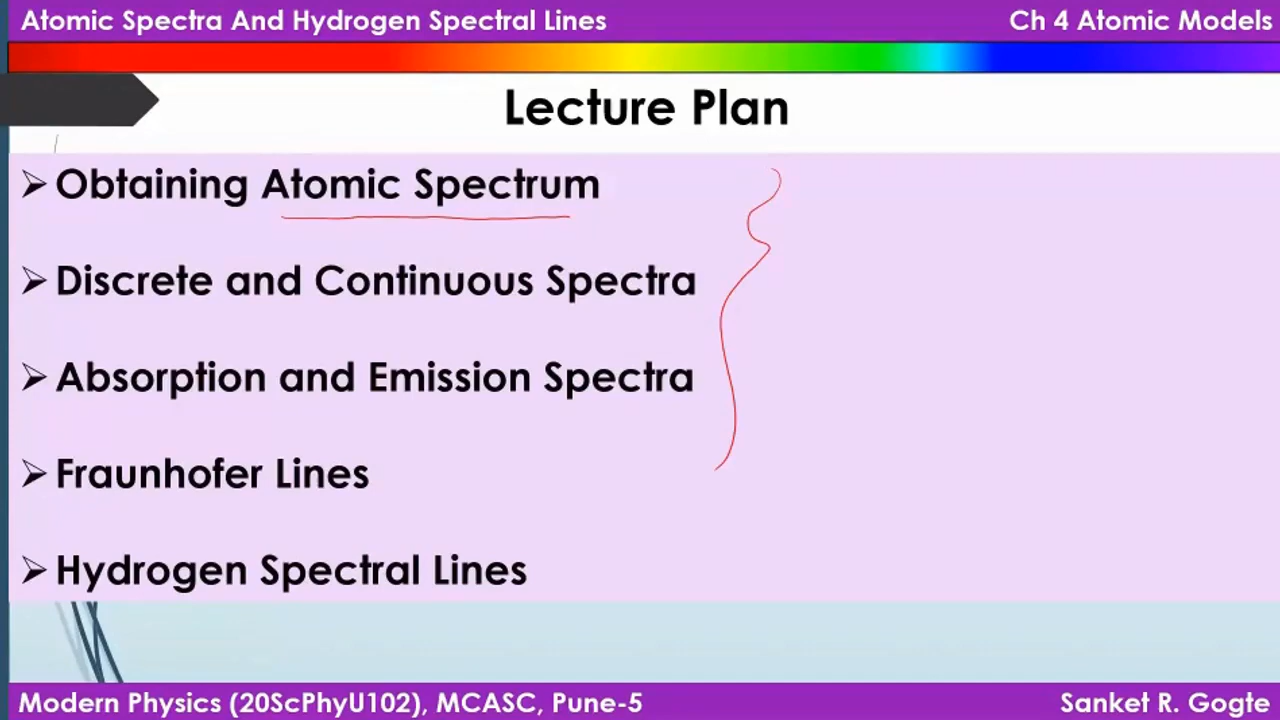 Atomic Spectra And Hydrogen Spectral Lines
Ch 4 Atomic Models
Lecture Plan
Obtaining Atomic Spectrum
Discrete and Continuous Spectra
Absorption and Emission Spectra
Fraunhofer Lines
Hydrogen Spectral Lines
Modern Physics (20ScPhyU102), MCASC, Pune-5
Sanket R. Gogte